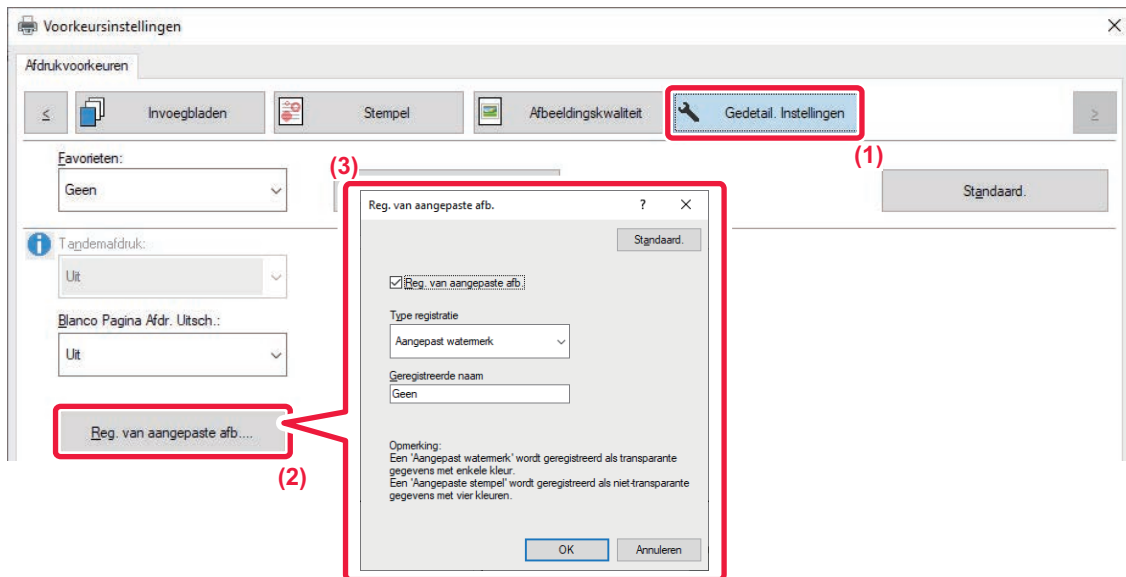 Voorkeursinstellingen
Afdrukvoorkeuren
<
Invoegbladen
Stempel
Afbeeldingskwaliteit
Gedetail. Instellingen
>
(1)
Favorieten:
Geen
(3)
Standaard.
Reg. van aangepaste afb.
?
Standaard.
Tandemafdruk:
Uit
Reg. van aangepaste afb.
Type registratie
Aangepast watermerk
Blanco Pagina Afdr. Uitsch.:
Uit
Geregistreerde naam
Geen
Reg. van aangepaste afb....
(2)
Opmerking:
Een 'Aangepast watermerk' wordt geregistreerd als transparante
gegevens met enkele kleur.
Een 'Aangepaste stempel' wordt geregistreerd als niet-transparante
gegevens met vier kleuren.
OK
Annuleren